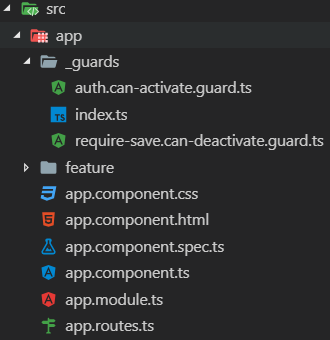 src
app
_guards
auth.can-activate.guard.ts
TS index.ts
require-save.can-deactivate.guard.ts
feature
app.component.css
app.component.html
app.component.spec.ts
app.component.ts
app.module.ts
app.routes.ts